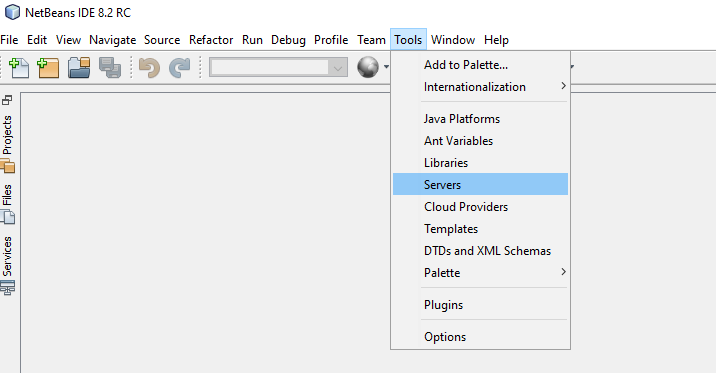 NetBeans IDE 8.2 RC
File Edit View Navigate Source Refactor Run Debug Profile Team Tools Window Help
Add to Palette...
Internationalization
Java Platforms
Ant Variables
Libraries
Servers
Cloud Providers
Templates
DTDs and XML Schemas
Palette
Plugins
Options
Projects
Files
Services